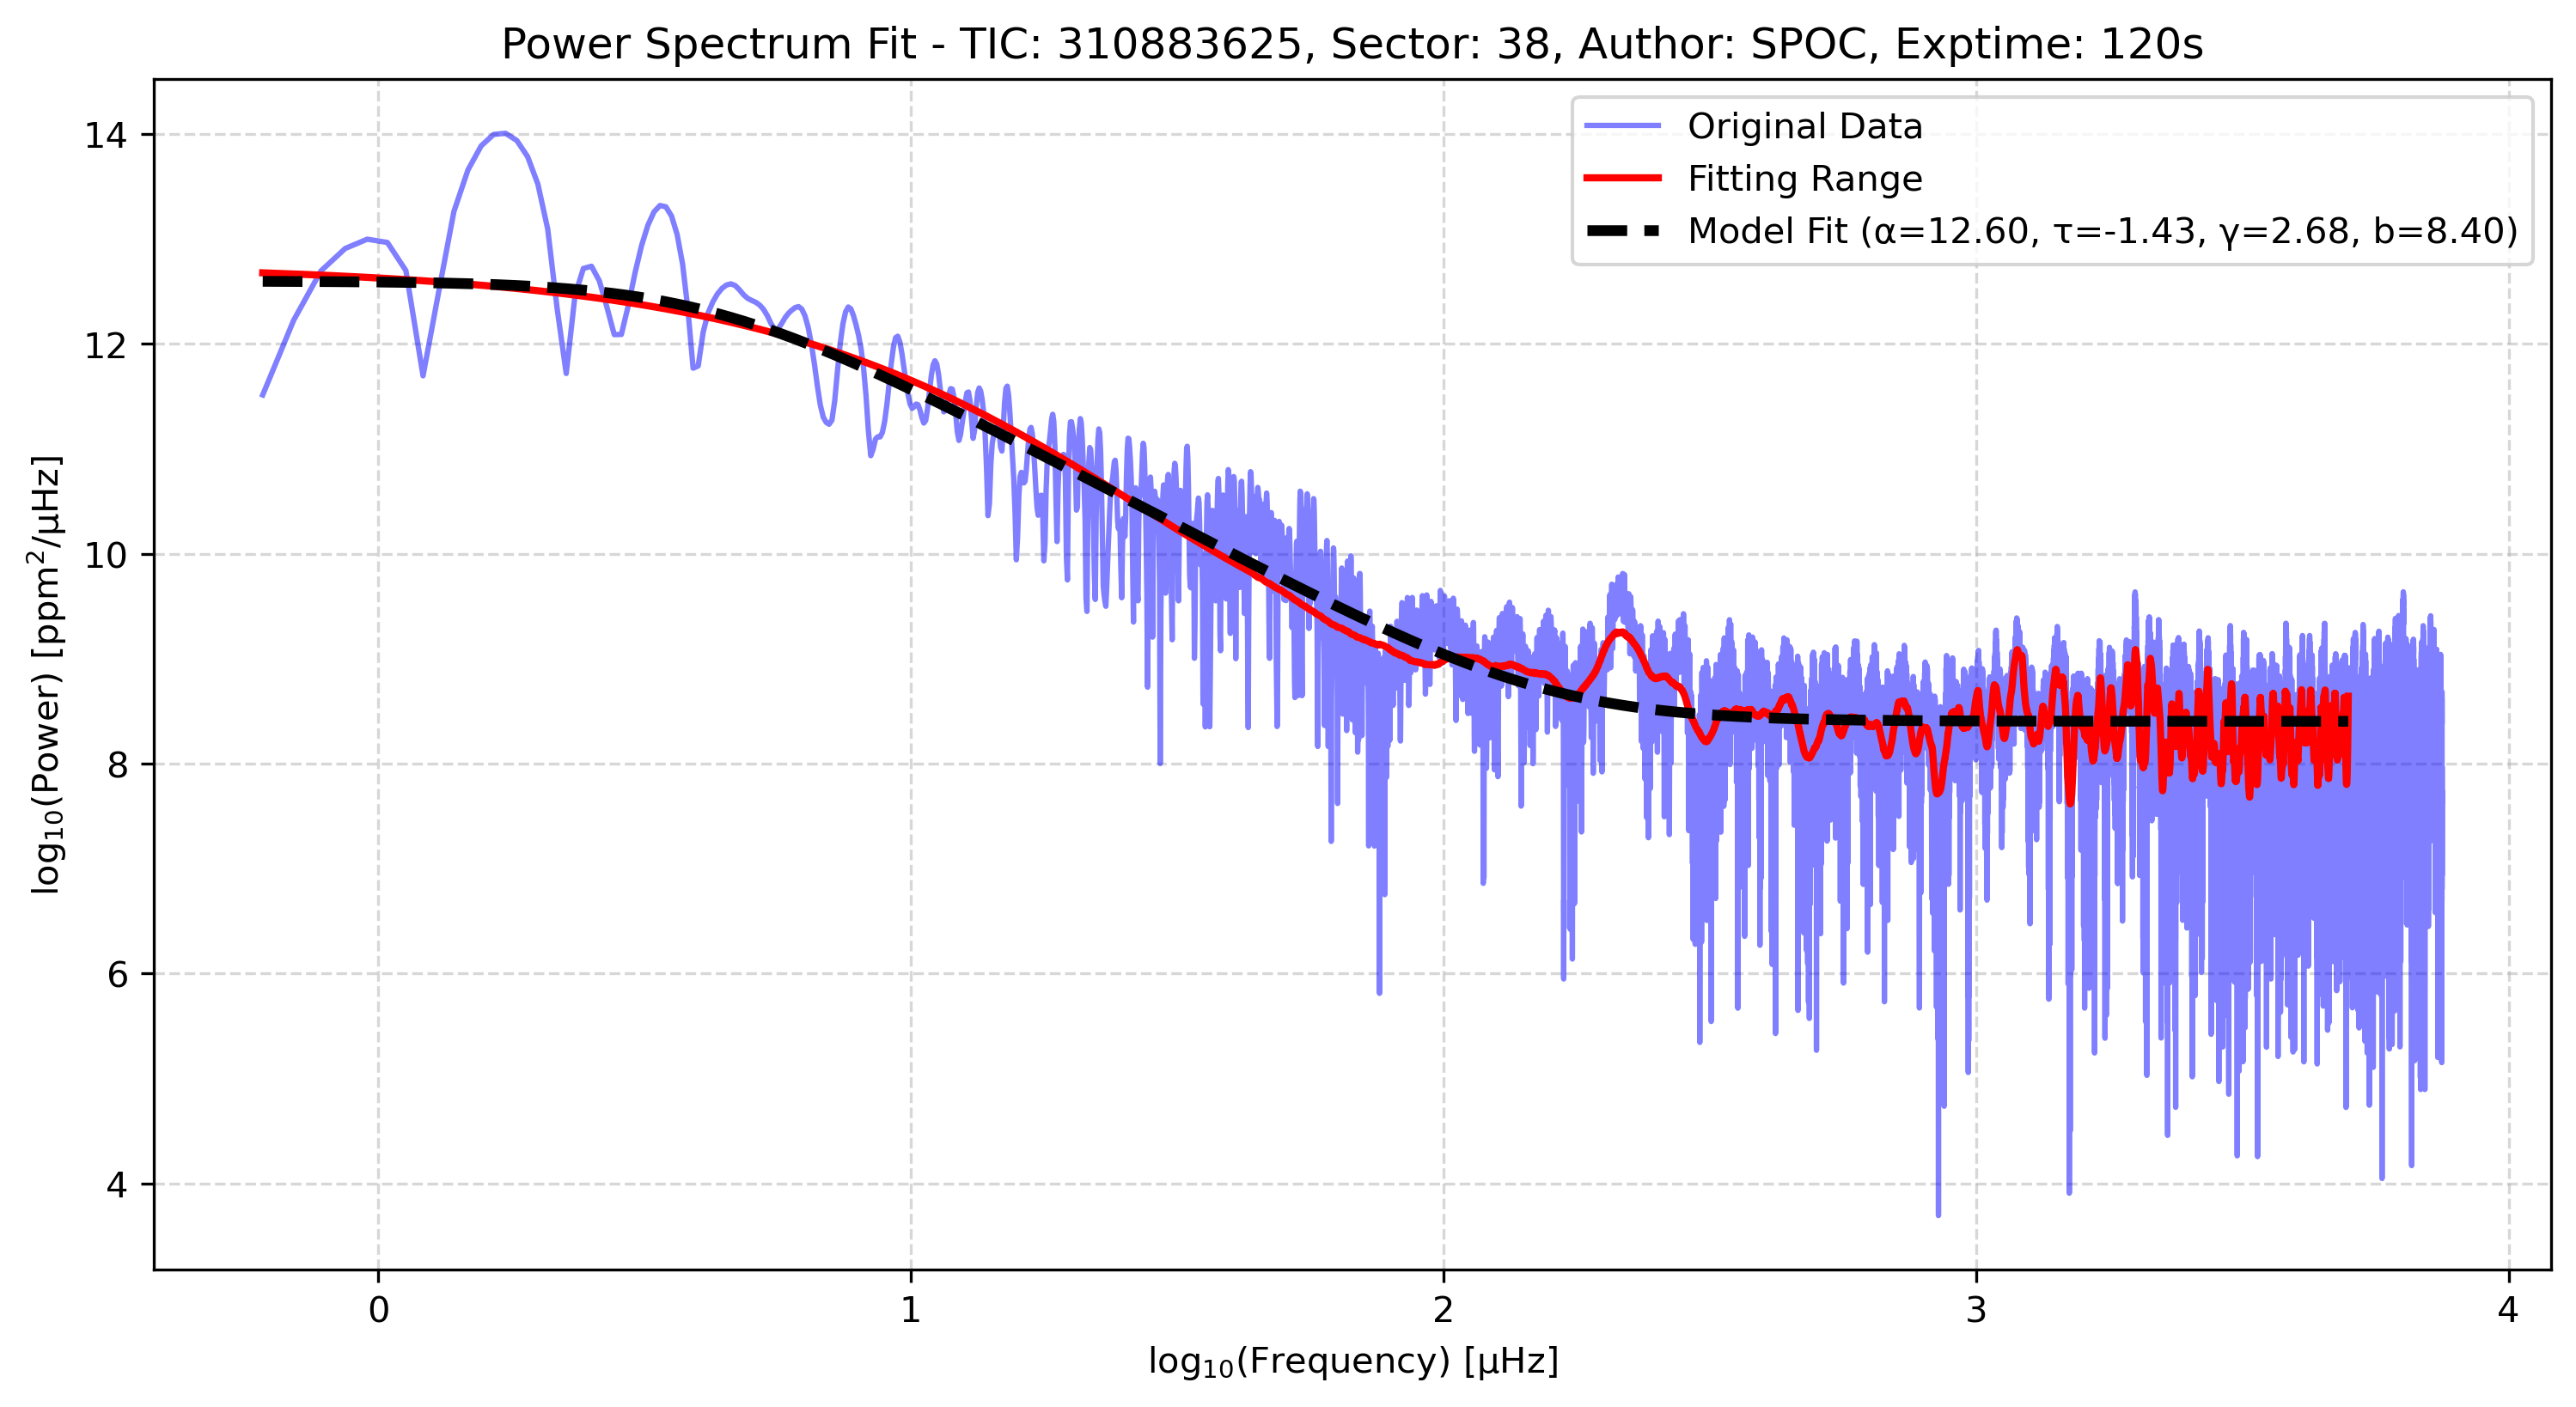 Power Spectrum Fit - TIC: 310883625, Sector: 38, Author: SPOC, Exptime: 120s
Original Data
Fitting Range
Model Fit (α=12.60, τ=-1.43, γ=2.68, b=8.40)
log₁₀(Power) [ppm²/μHz]
14
12
10
8
6
4
0 1 2 3 4
log₁₀(Frequency) [μHz]